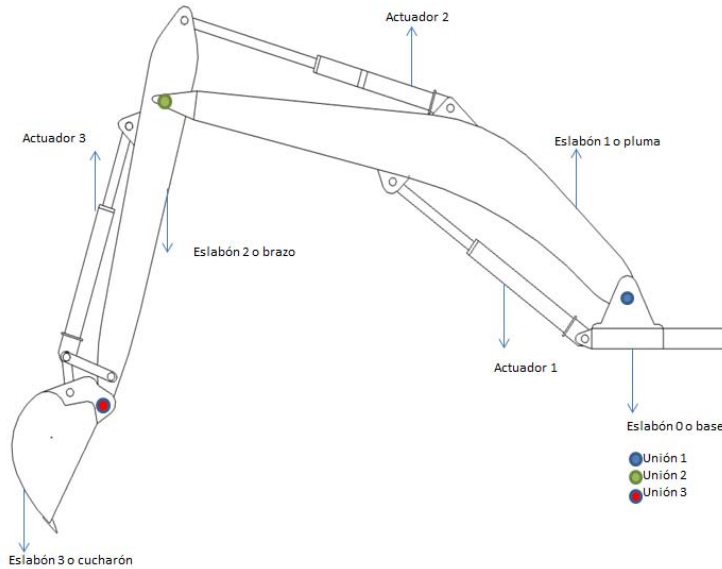 Actuador 2
Actuador 3
Eslabón 1 o pluma
Eslabón 2 o brazo
Actuador 1
Eslabón 0 o base
Unión 1
Unión 2
Unión 3
Eslabón 3 o cucharón